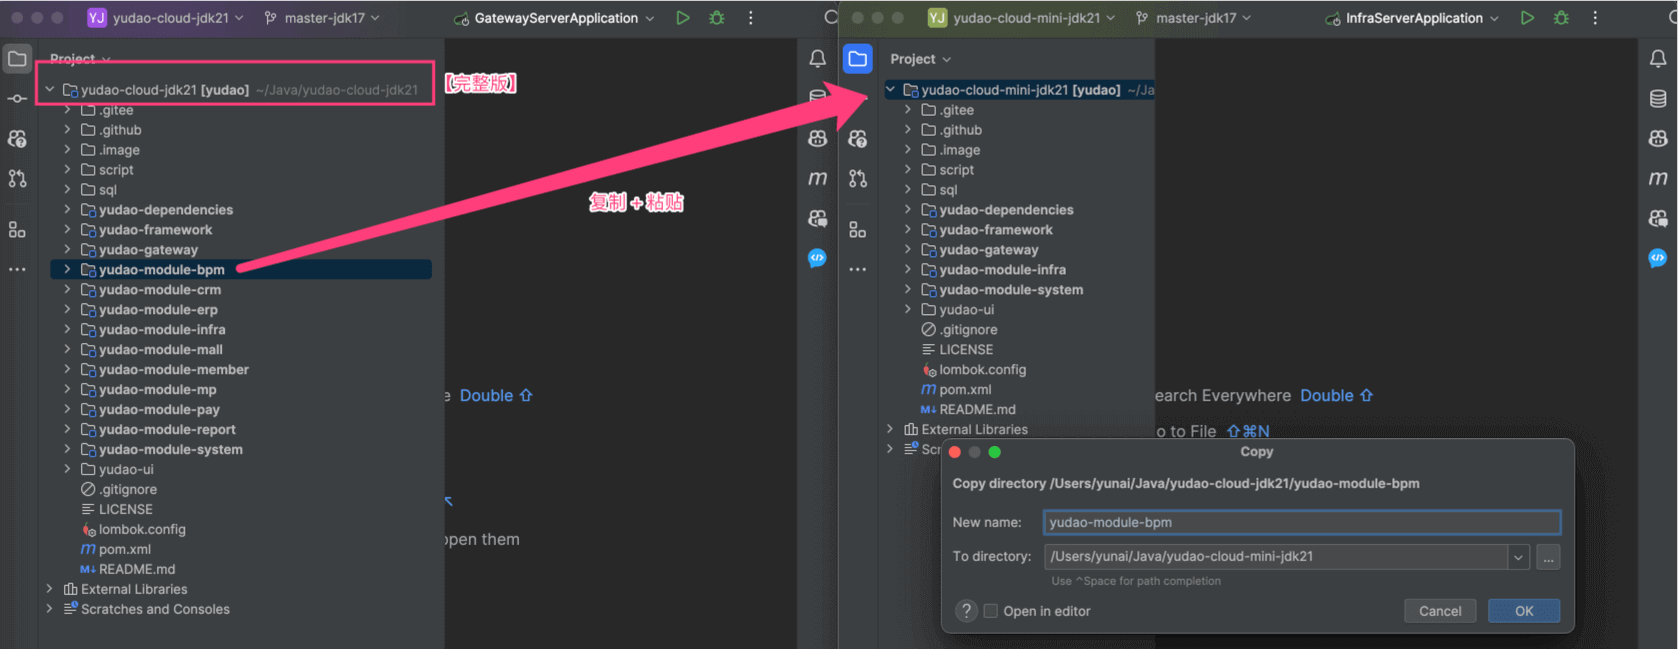 YJ yudao-cloud-jdk21 master-jdk17 GatewayServerApplication
Project
yudao-cloud-jdk21 [yudao] ~/Java/yudao-cloud-jdk21
【完整版】
.gitee
.github
.image
script
sql
yudao-dependencies
yudao-framework
yudao-gateway
yudao-module-bpm
yudao-module-crm
yudao-module-erp
yudao-module-infra
yudao-module-mall
yudao-module-member
yudao-module-mp
yudao-module-pay
yudao-module-report
yudao-module-system
yudao-ui
.gitignore
LICENSE
lombok.config
m pom.xml
M↓ README.md
External Libraries
Scratches and Consoles
复制 + 粘贴
e Double ⇧
open them
m
YJ yudao-cloud-mini-jdk21 master-jdk17 InfraServerApplication
Project
yudao-cloud-mini-jdk21 [yudao] ~/Ja
.gitee
.github
.image
script
sql
yudao-dependencies
yudao-framework
yudao-gateway
yudao-module-infra
yudao-module-system
yudao-ui
.gitignore
LICENSE
lombok.config
m pom.xml
M↓ README.md
External Libraries
Scr
earch Everywhere Double ⇧
o to File ⇧⌘N
m
Copy
Copy directory /Users/yunai/Java/yudao-cloud-jdk21/yudao-module-bpm
New name: yudao-module-bpm
To directory: /Users/yunai/Java/yudao-cloud-mini-jdk21 ...
Use ^Space for path completion
? Open in editor Cancel OK